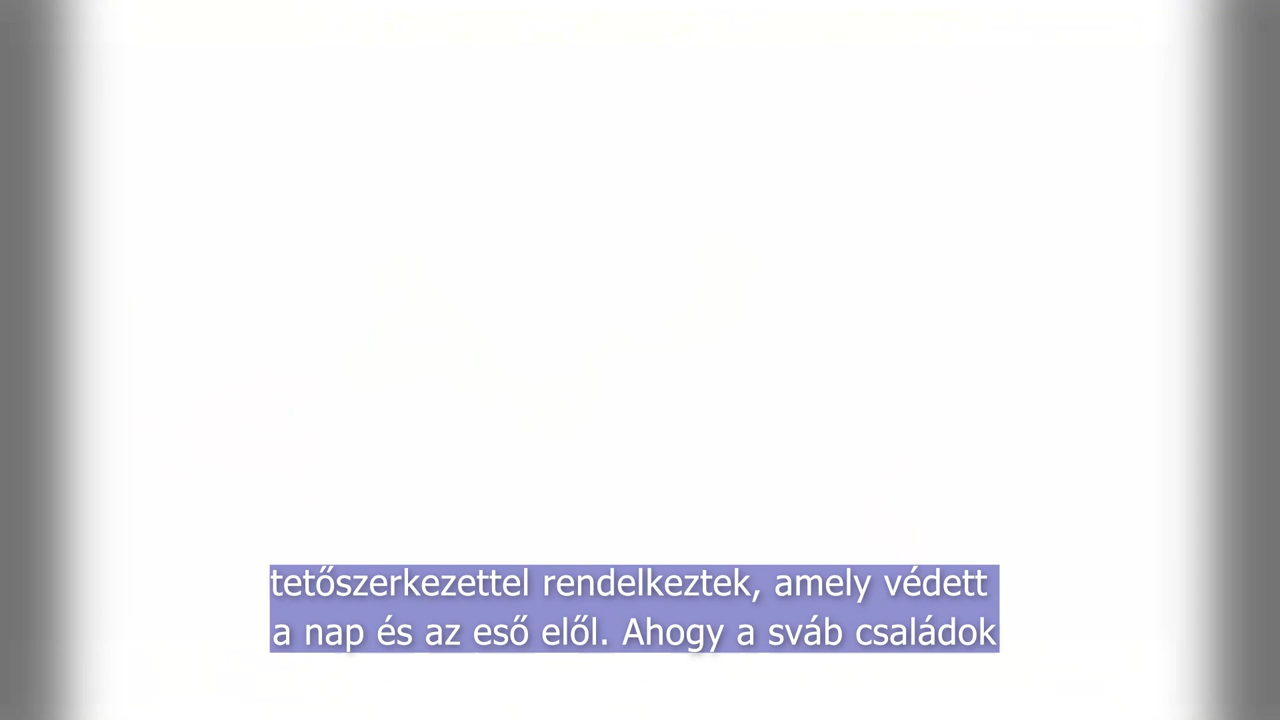 tetőszerkezettel rendelkeztek, amely védett
a nap és az eső elől. Ahogy a sváb családok